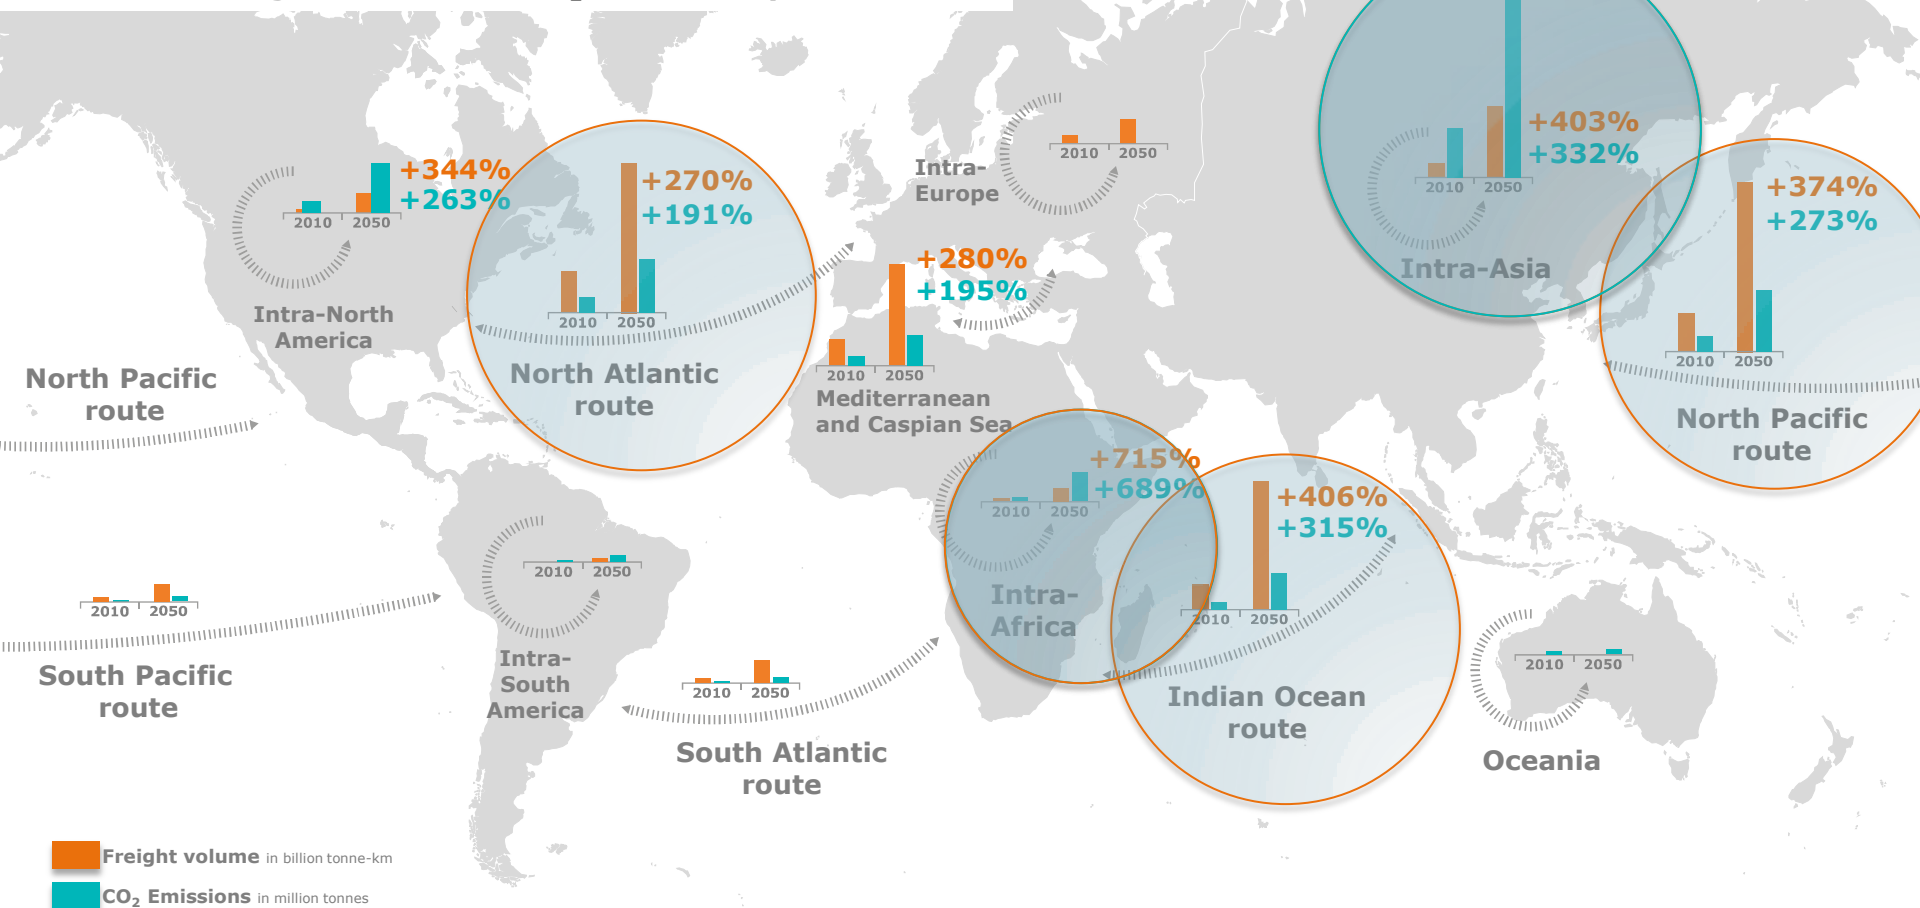 +344%
+263%
2010 2050
Intra-North
America
+270%
+191%
2010 2050
North Atlantic
route
Intra-
Europe
2010 2050
+280%
+195%
2010 2050
Mediterranean
and Caspian Sea
+403%
+332%
2010 2050
Intra-Asia
+374%
+273%
2010 2050
North Pacific
route
North Pacific
route
+715%
+689%
2010 2050
Intra-
Africa
+406%
+315%
2010 2050
Indian Ocean
route
2010 2050
South Pacific
route
2010 2050
Intra-
South
America
2010 2050
South Atlantic
route
2010 2050
Oceania
Freight volume in billion tonne-km
CO₂ Emissions in million tonnes